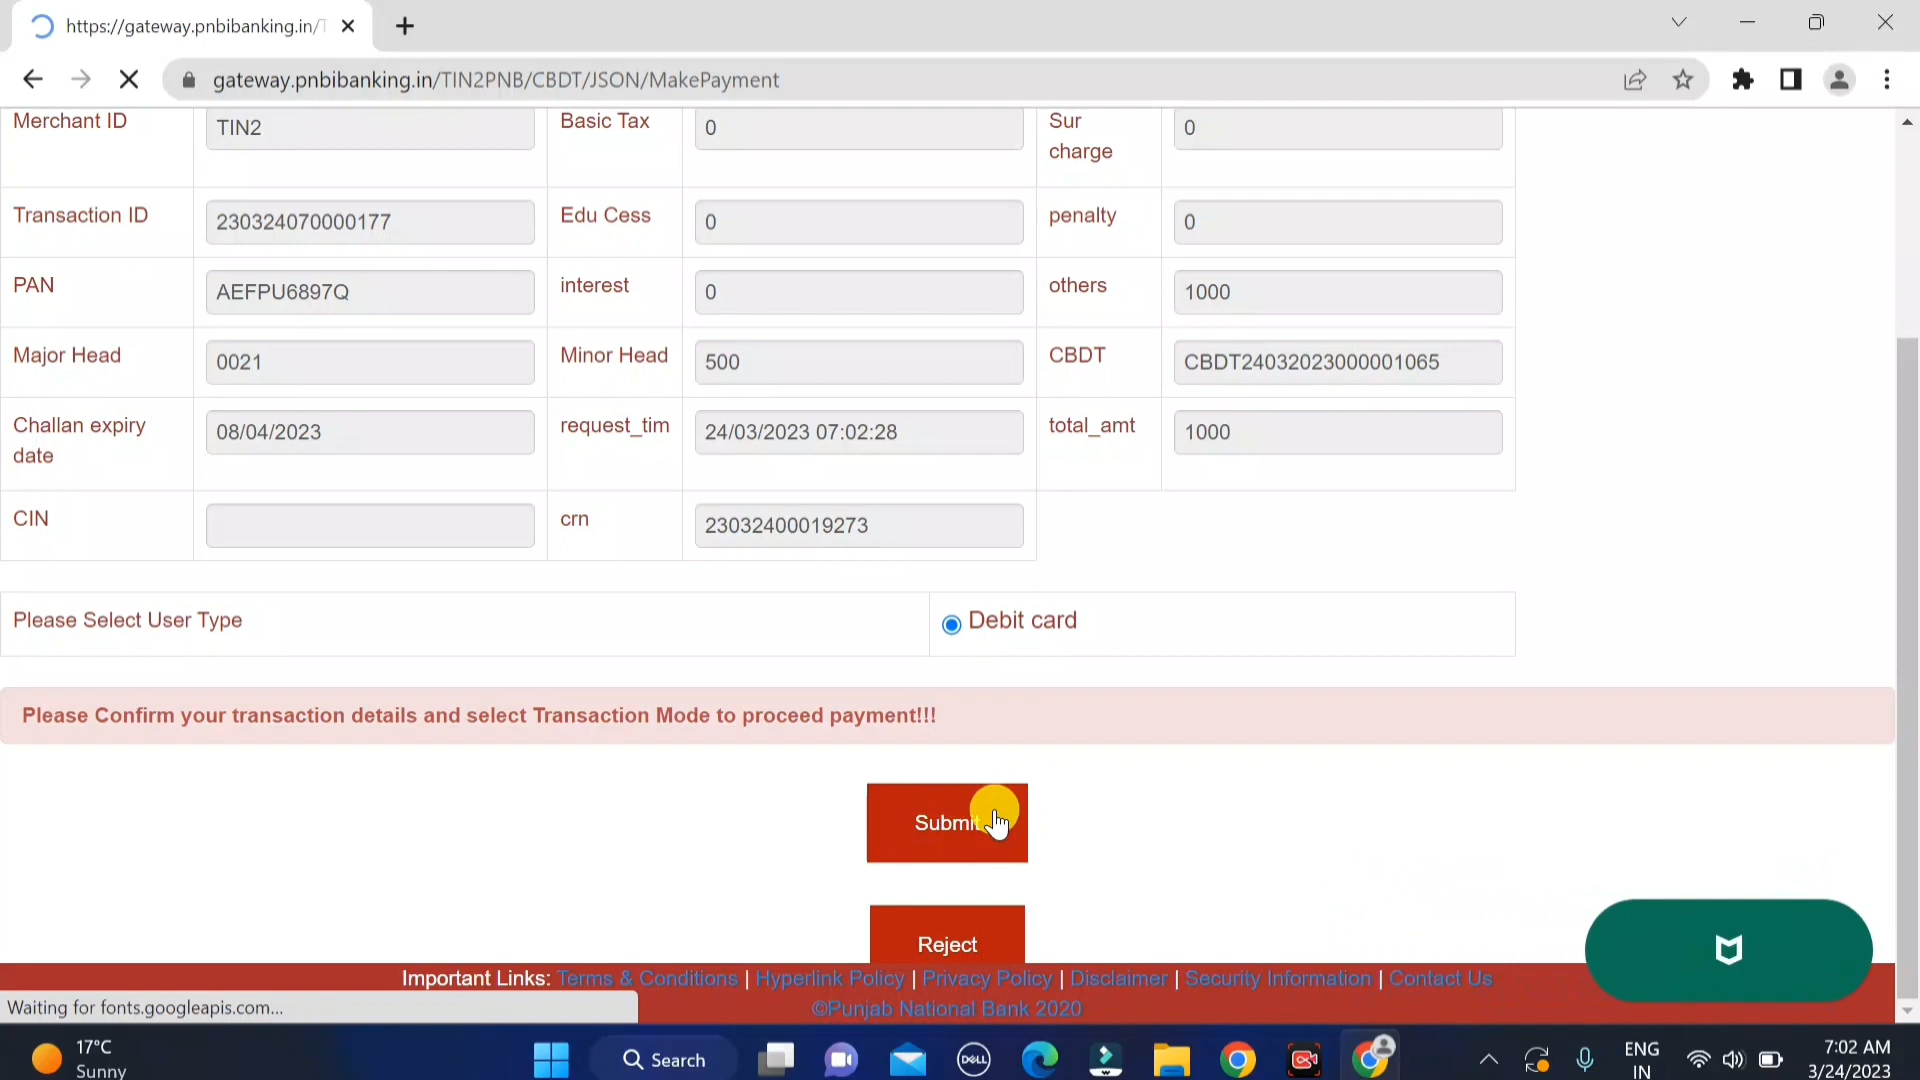 https://gateway.pnbibanking.in/
gateway.pnbibanking.in/TIN2PNB/CBDT/JSON/MakePayment
Merchant ID TIN2 Basic Tax 0 Sur charge 0
Transaction ID 230324070000177 Edu Cess 0 penalty 0
PAN AEFPU6897Q interest 0 others 1000
Major Head 0021 Minor Head 500 CBDT CBDT24032023000001065
Challan expiry date 08/04/2023 request_tim 24/03/2023 07:02:28 total_amt 1000
CIN crn 23032400019273
Please Select User Type Debit card
Please Confirm your transaction details and select Transaction Mode to proceed payment!!!
Submit
Reject
Important Links: Terms & Conditions | Hyperlink Policy | Privacy Policy | Disclaimer | Security Information | Contact Us
©Punjab National Bank 2020
Waiting for fonts.googleapis.com...
17°C
Sunny
Search
DELL
ENG
IN
7:02 AM
3/24/2023